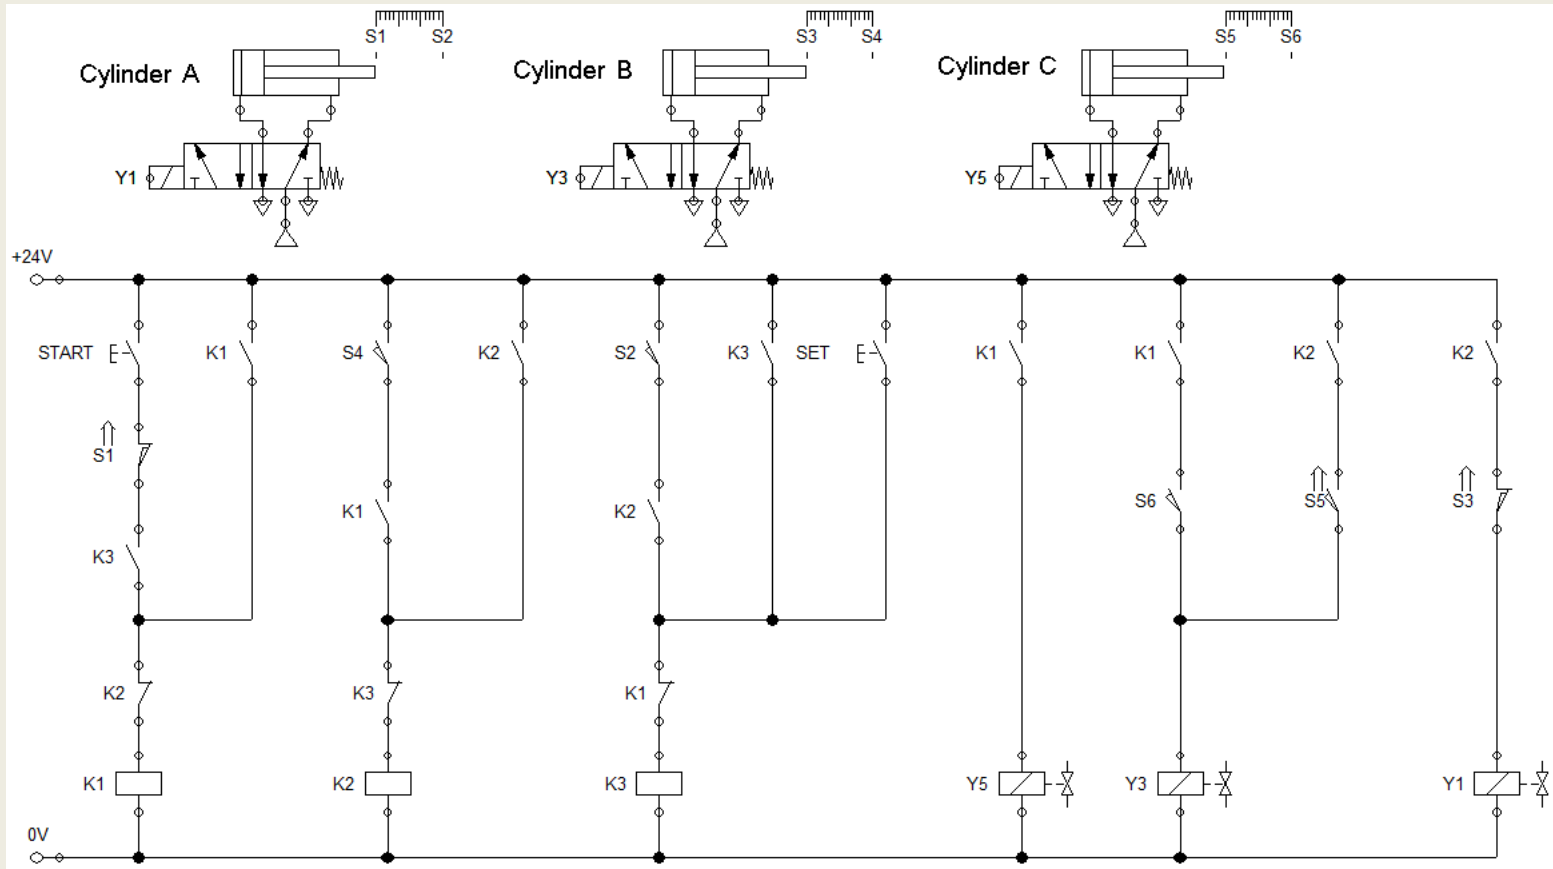 S1 S2
S3 S4
S5 S6
Cylinder A
Cylinder B
Cylinder C
Y1
Y3
Y5
+24V
START
K1
S4
K2
S2
K3
SET
K1
K1
K2
K2
S1
K1
K2
S6
S5
S3
K3
K2
K3
K1
K1
K2
K3
Y5
Y3
Y1
0V